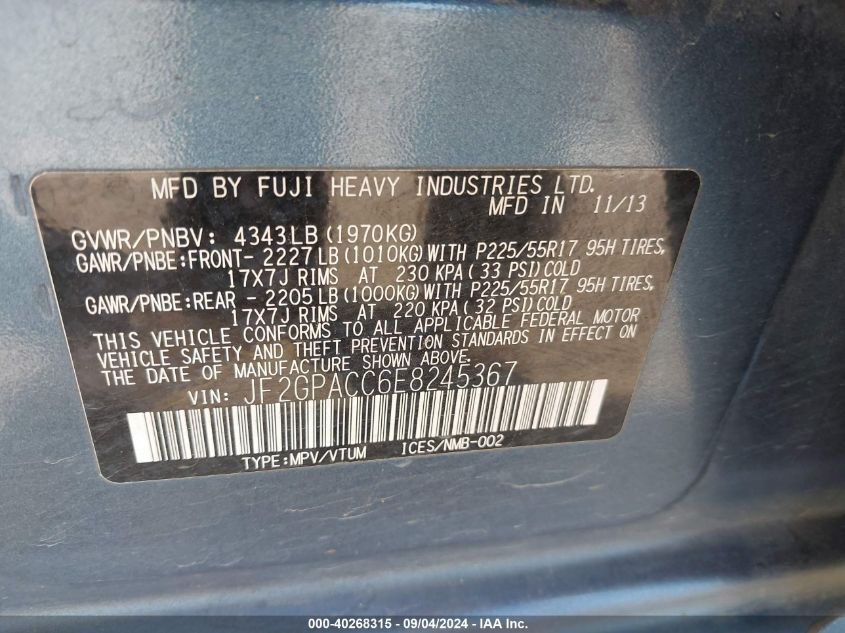 MFD BY FUJI HEAVY INDUSTRIES LTD.
MFD IN 11/13
GVWR/PNBV: 4343LB (1970KG)
GAWR/PNBE:FRONT- 2227LB (1010KG) WITH P225/55R17 95H TIRES,
17X7J RIMS AT 230 KPA (33 PSI) COLD
GAWR/PNBE:REAR - 2205LB (1000KG) WITH P225/55R17 95H TIRES,
17X7J RIMS AT 220 KPA (32 PSI) COLD
THIS VEHICLE CONFORMS TO ALL APPLICABLE FEDERAL MOTOR
VEHICLE SAFETY AND THEFT PREVENTION STANDARDS IN EFFECT ON
THE DATE OF MANUFACTURE SHOWN ABOVE.
VIN: JF2GPACC6E8245367
TYPE:MPV/VTUM ICES/NMB-002
000-40268315 - 09/04/2024 - IAA Inc.